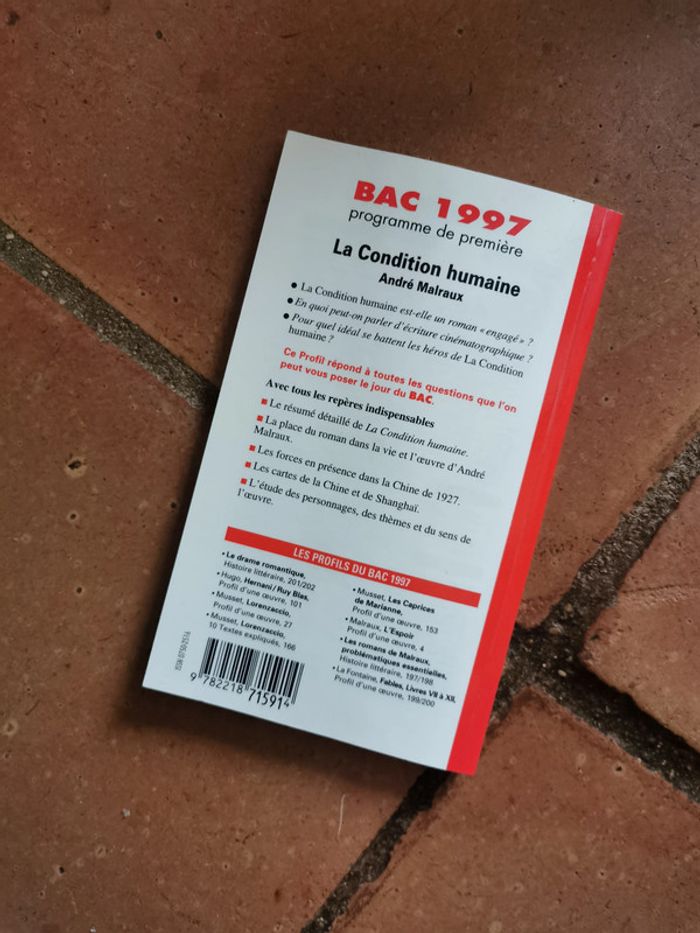 BAC 1997
programme de première
La Condition humaine
André Malraux
• La Condition humaine est-elle un roman « engagé » ?
• En quoi peut-on parler d'écriture cinématographique ?
• Pour quel idéal se battent les héros de La Condition
humaine ?
Ce Profil répond à toutes les questions que l'on
peut vous poser le jour du BAC.
Avec tous les repères indispensables
■ Le résumé détaillé de La Condition humaine.
■ La place du roman dans la vie et l'œuvre d'André
Malraux.
■ Les forces en présence dans la Chine de 1927.
■ Les cartes de la Chine et de Shanghaï.
■ L'étude des personnages, des thèmes et du sens de
l'œuvre.
LES PROFILS DU BAC 1997
• Le drame romantique,
Histoire littéraire, 201/202
• Hugo, Hernani / Ruy Blas,
Profil d'une œuvre, 101
• Musset, Lorenzaccio,
Profil d'une œuvre, 27
• Musset, Lorenzaccio,
10 Textes expliqués, 166
• Musset, Les Caprices
de Marianne,
Profil d'une œuvre, 153
• Malraux, L'Espoir
Profil d'une œuvre, 4
• Les romans de Malraux,
problématiques essentielles,
Histoire littéraire, 197/198
• La Fontaine, Fables, Livres VII à XII,
Profil d'une œuvre, 199/200
ISSN 0750-2516
9 782218 715914